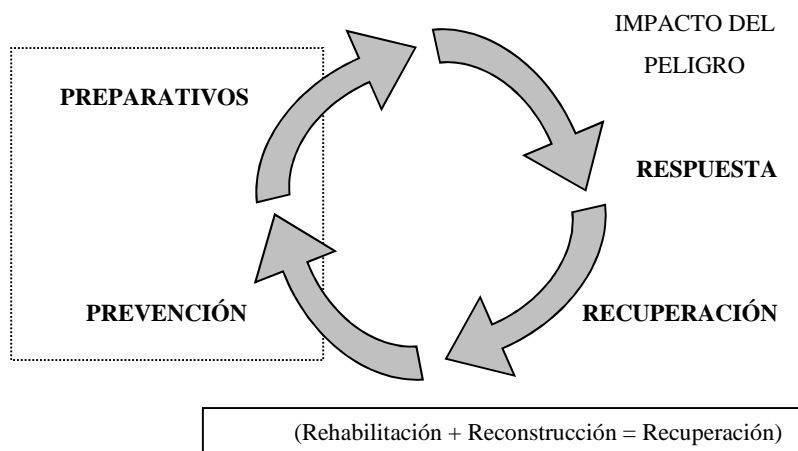 IMPACTO DEL
PELIGRO
PREPARATIVOS
RESPUESTA
PREVENCIÓN
RECUPERACIÓN
(Rehabilitación + Reconstrucción = Recuperación)